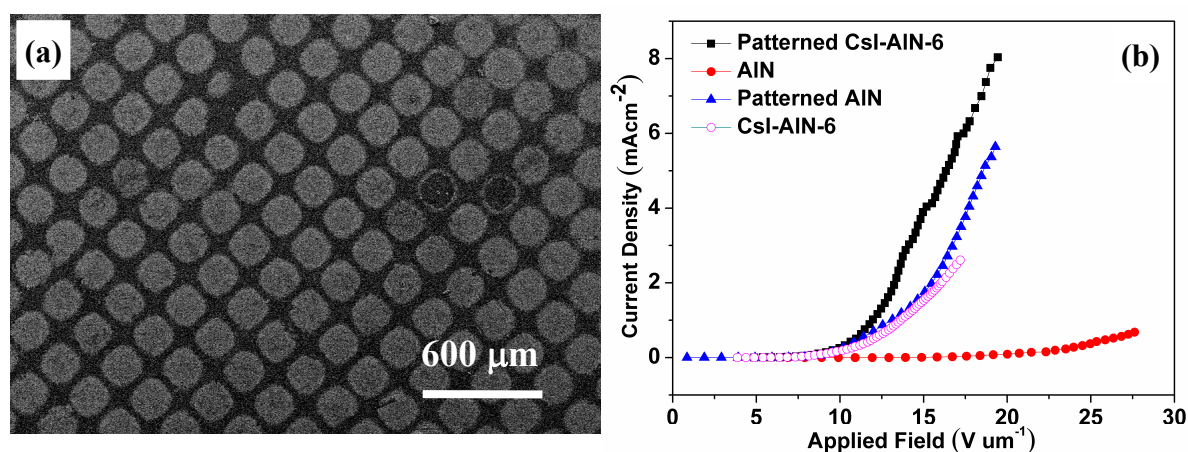 (a)
600 μm
(b)
Patterned CsI-AlN-6
AlN
Patterned AlN
CsI-AlN-6
Current Density (mAcm⁻²)
8
6
4
2
0
0 5 10 15 20 25 30
Applied Field (V um⁻¹)